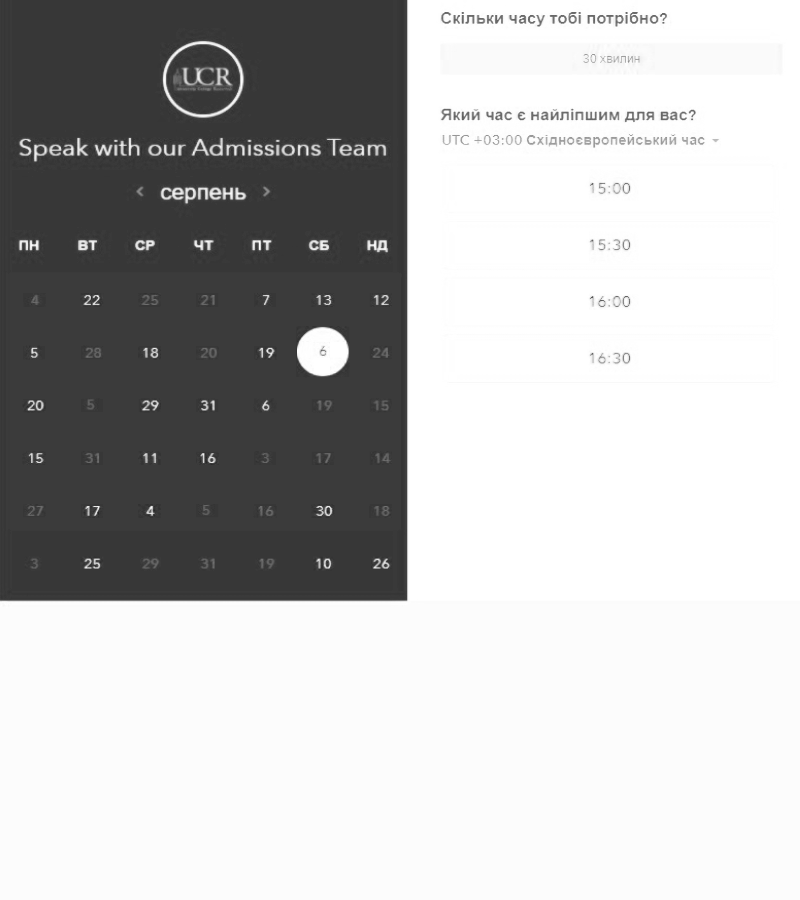 UCR
Speak with our Admissions Team
< серпень >
ПН ВТ СР ЧТ ПТ СБ НД
4 22 25 21 7 13 12
5 28 18 20 19 6 24
20 5 29 31 6 19 15
15 31 11 16 3 17 14
27 17 4 5 16 30 18
3 25 29 31 19 10 26
Скільки часу тобі потрібно?
30 хвилин
Який час є найліпшим для вас?
UTC +03:00 Східноєвропейський час
15:00
15:30
16:00
16:30